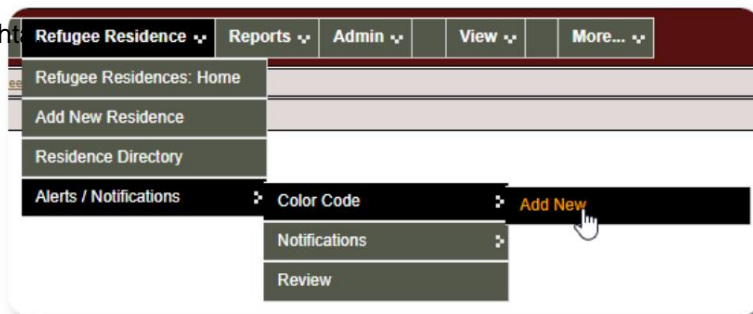 Refugee Residence Reports Admin View More...
Refugee Residences: Home
Add New Residence
Residence Directory
Alerts / Notifications Color Code Add New
Notifications
Review